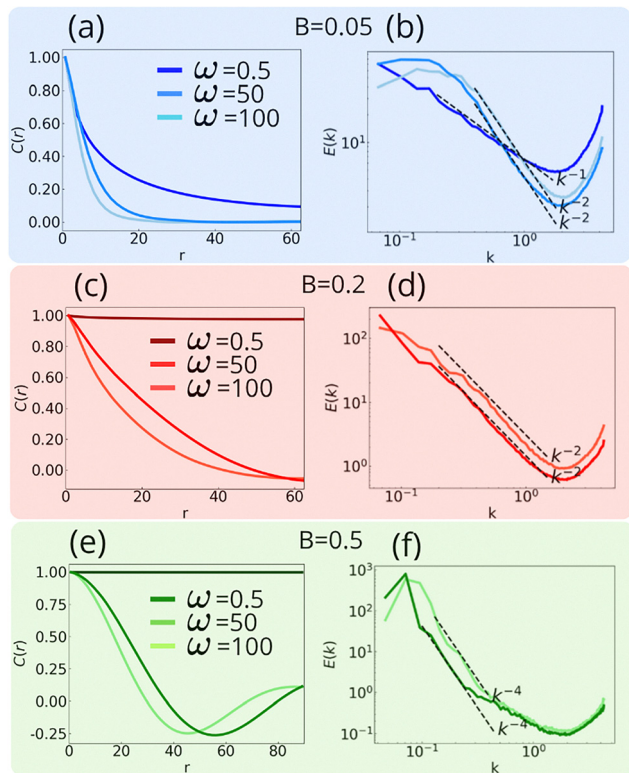 (a) B=0.05 (b)
1.00
0.80
0.60
0.40
0.20
0.00
C(r)
0 20 40 60
r
ω=0.5
ω=50
ω=100
E(k)
10¹
k⁻¹
k⁻²
k⁻²
10⁻¹ 10⁰
k
(c) B=0.2 (d)
1.00
0.80
0.60
0.40
0.20
0.00
C(r)
0 20 40 60
r
ω=0.5
ω=50
ω=100
E(k)
10²
10¹
10⁰
k⁻²
k⁻²
10⁻¹ 10⁰
k
(e) B=0.5 (f)
1.00
0.75
0.50
0.25
0.00
-0.25
C(r)
0 20 40 60 80
r
ω=0.5
ω=50
ω=100
E(k)
10³
10²
10¹
10⁰
10⁻¹
k⁻⁴
k⁻⁴
10⁻¹ 10⁰
k